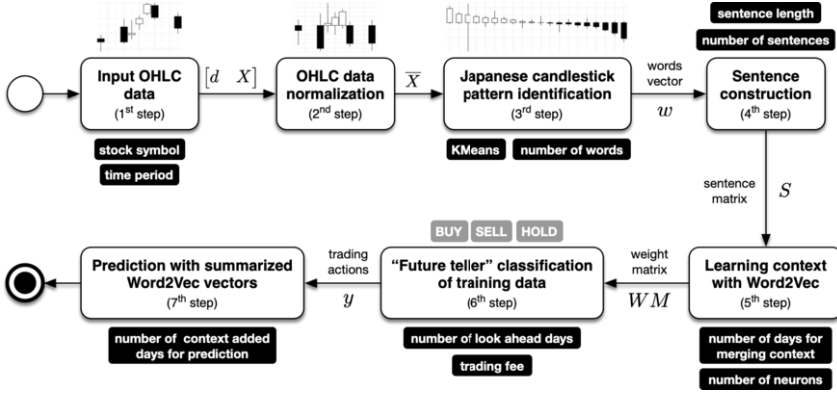 Input OHLC
data
(1st step)
stock symbol
time period
[d X]
OHLC data
normalization
(2nd step)
X̅
Japanese candlestick
pattern identification
(3rd step)
KMeans
number of words
words
vector
w
sentence length
number of sentences
Sentence
construction
(4th step)
sentence
matrix
S
Learning context
with Word2Vec
(5th step)
number of days for
merging context
number of neurons
weight
matrix
WM
BUY SELL HOLD
“Future teller” classification
of training data
(6th step)
number of look ahead days
trading fee
trading
actions
y
Prediction with summarized
Word2Vec vectors
(7th step)
number of context added
days for prediction